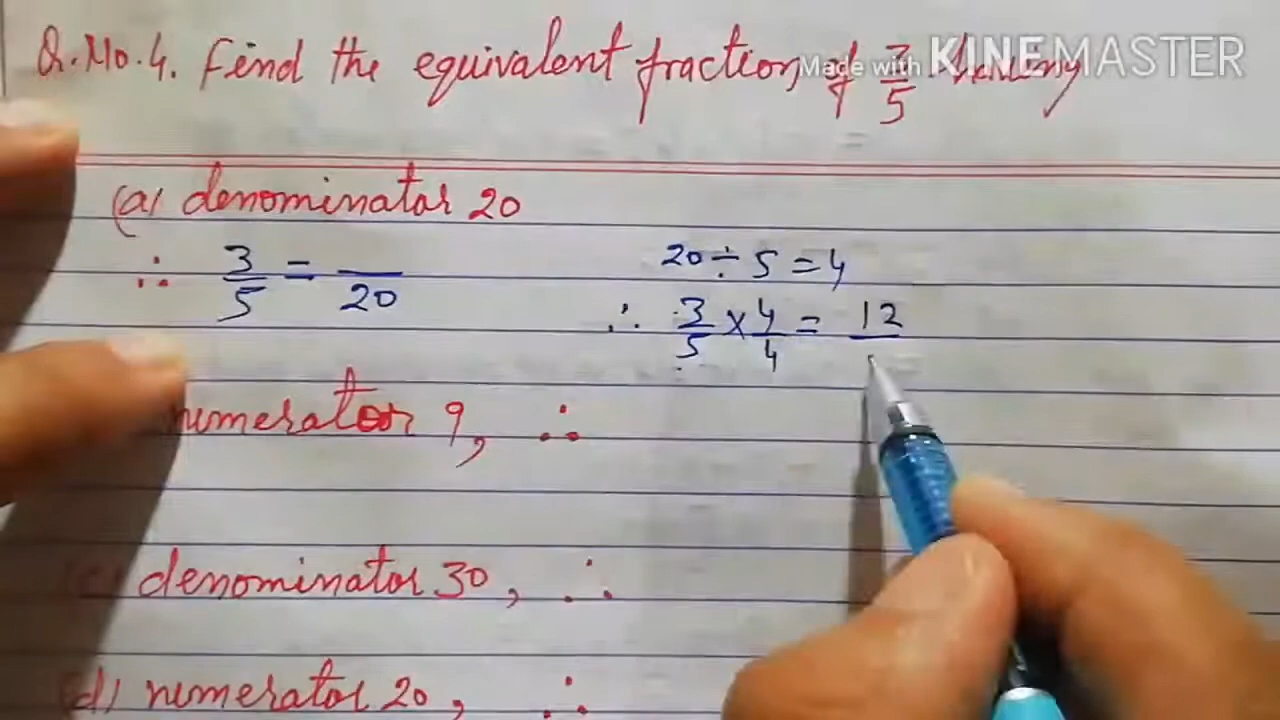 Q.No.4. Find the equivalent fraction of 3/5 having
Made with KINEMASTER
(a) denominator 20
∴ 3/5 = __/20
20 ÷ 5 = 4
∴ 3/5 × 4/4 = 12/
numerator 9, ∴
(c) denominator 30, ∴
(d) numerator 20, ∴